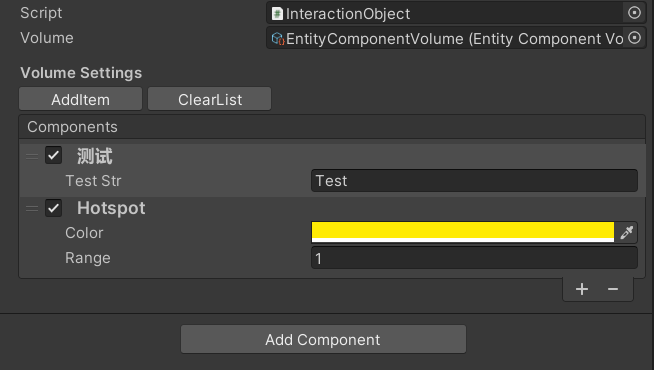 Script InteractionObject
Volume EntityComponentVolume (Entity Component Vo
Volume Settings
AddItem ClearList
Components
测试
Test Str Test
Hotspot
Color
Range 1
+ −
Add Component